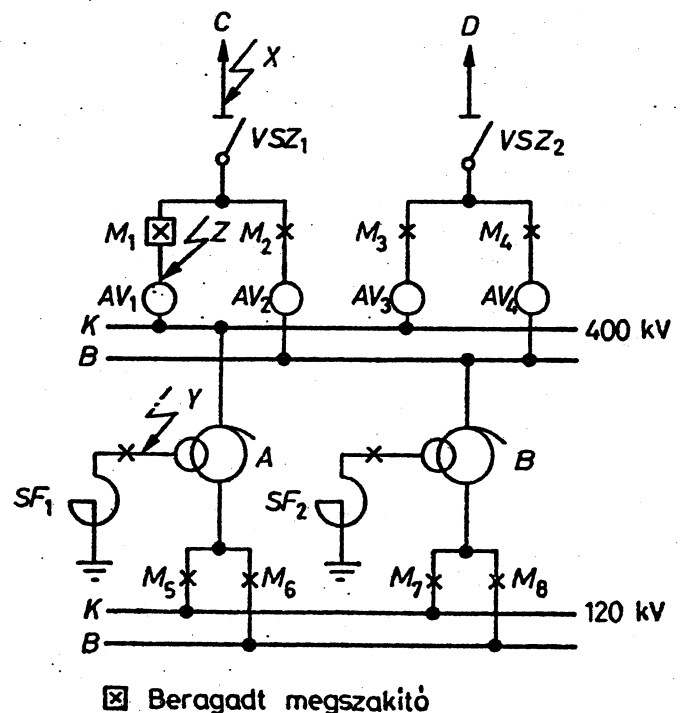 C
D
X
VSZ1
VSZ2
M1
Z
M2
M3
M4
AV1
AV2
AV3
AV4
K
400 kV
B
Y
A
B
SF1
SF2
M5
M6
M7
M8
K
120 kV
B
Beragadt megszakító